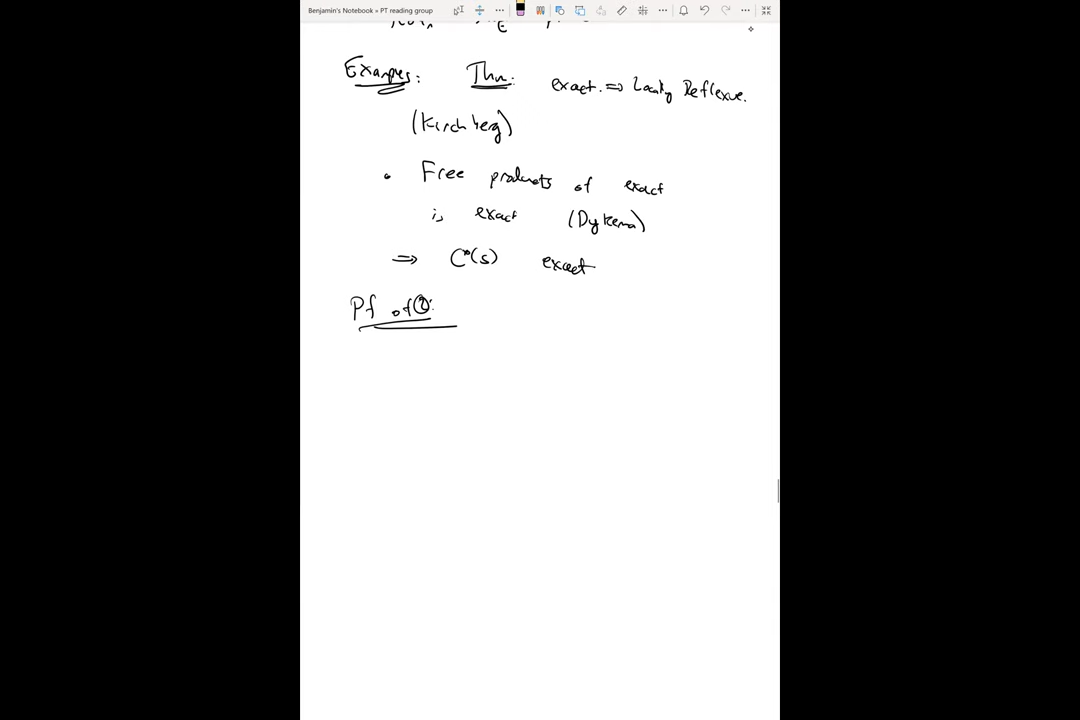 Benjamin's Notebook » PT reading group
Examples: Thm: exact ⇒ Locally Reflexive.
(Kirchberg)
• Free products of exact
is exact (Dykema)
⇒ C*(s) exact
Pf of ②: